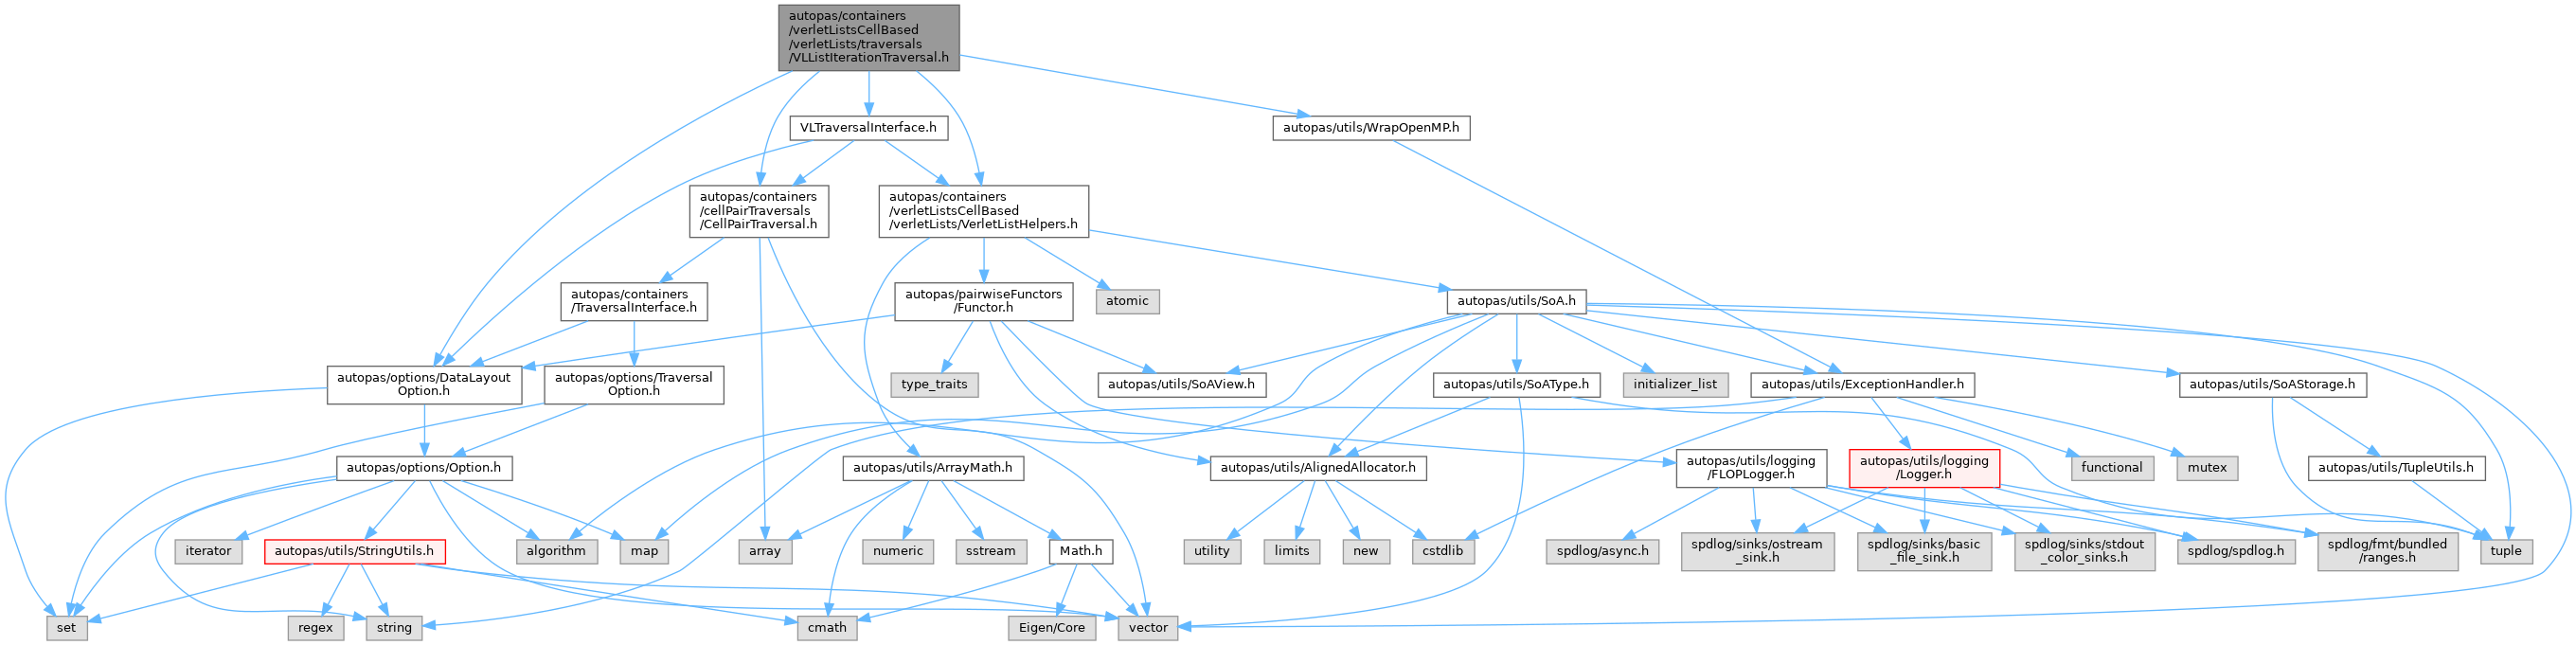 autopas/containers
/verletListsCellBased
/verletLists/traversals
/VLListIterationTraversal.h
VLTraversalInterface.h
autopas/utils/WrapOpenMP.h
autopas/containers
/cellPairTraversals
/CellPairTraversal.h
autopas/containers
/verletListsCellBased
/verletLists/VerletListHelpers.h
autopas/containers
/TraversalInterface.h
autopas/pairwiseFunctors
/Functor.h
atomic
autopas/utils/SoA.h
autopas/options/DataLayout
Option.h
autopas/options/Traversal
Option.h
type_traits
autopas/utils/SoAView.h
autopas/utils/SoAType.h
initializer_list
autopas/utils/ExceptionHandler.h
autopas/utils/SoAStorage.h
autopas/options/Option.h
autopas/utils/ArrayMath.h
autopas/utils/AlignedAllocator.h
autopas/utils/logging
/FLOPLogger.h
autopas/utils/logging
/Logger.h
functional
mutex
autopas/utils/TupleUtils.h
iterator
autopas/utils/StringUtils.h
algorithm
map
array
numeric
sstream
Math.h
utility
limits
new
cstdlib
spdlog/async.h
spdlog/sinks/ostream
_sink.h
spdlog/sinks/basic
_file_sink.h
spdlog/sinks/stdout
_color_sinks.h
spdlog/spdlog.h
spdlog/fmt/bundled
/ranges.h
tuple
set
regex
string
cmath
Eigen/Core
vector